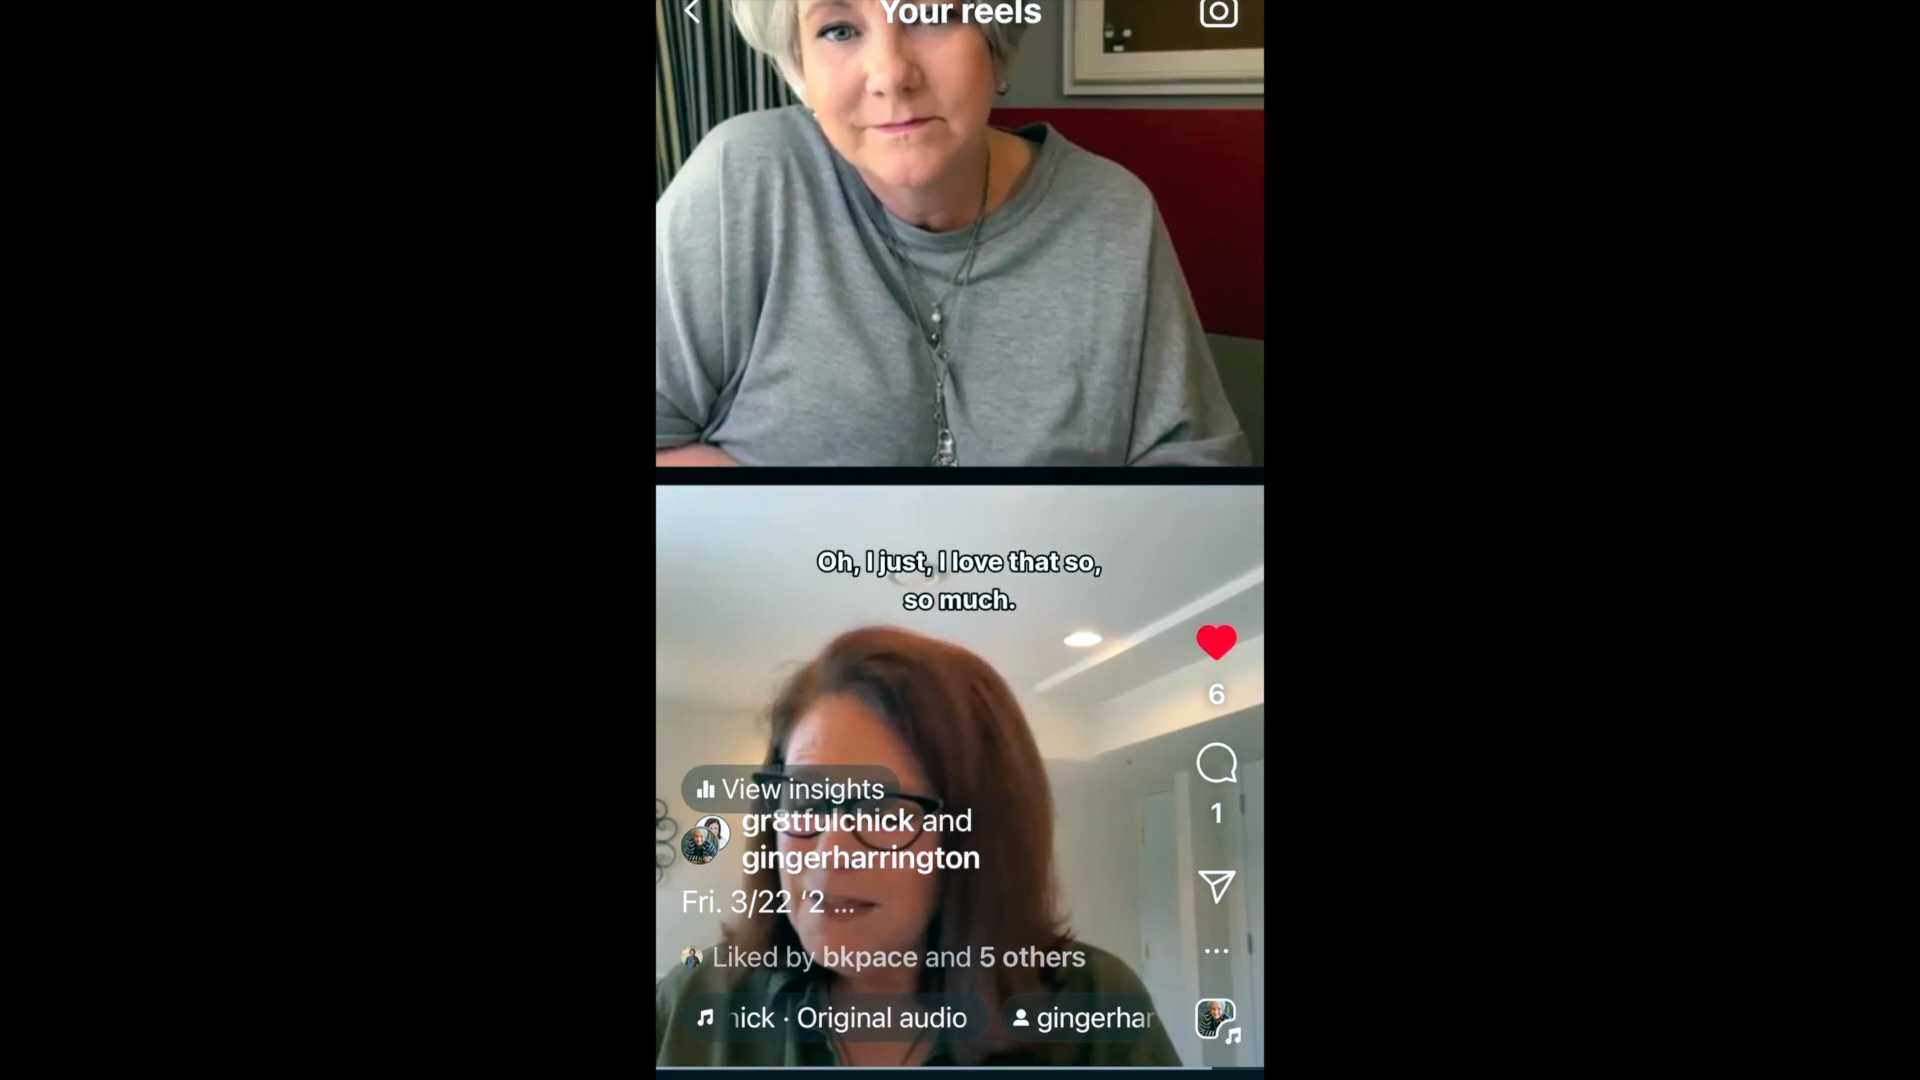 Your reels
Oh, I just, I love that so,
so much.
6
View insights
gr8tfulchick and
gingerharrington
1
Fri. 3/22 ‘2 ...
Liked by bkpace and 5 others
hick · Original audio
gingerhar